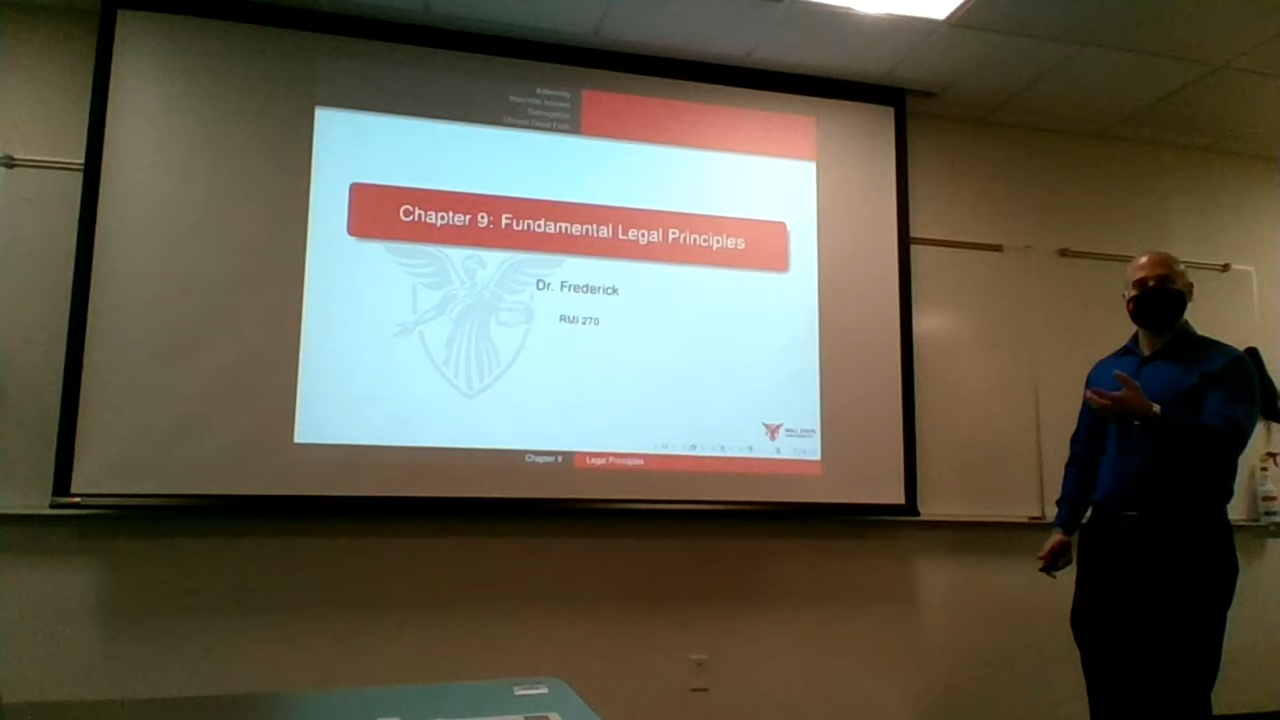 Indemnity
Insurable Interest
Subrogation
Utmost Good Faith
Chapter 9: Fundamental Legal Principles
Dr. Frederick
RMI 270
BALL STATE
UNIVERSITY
Chapter 9
Legal Principles